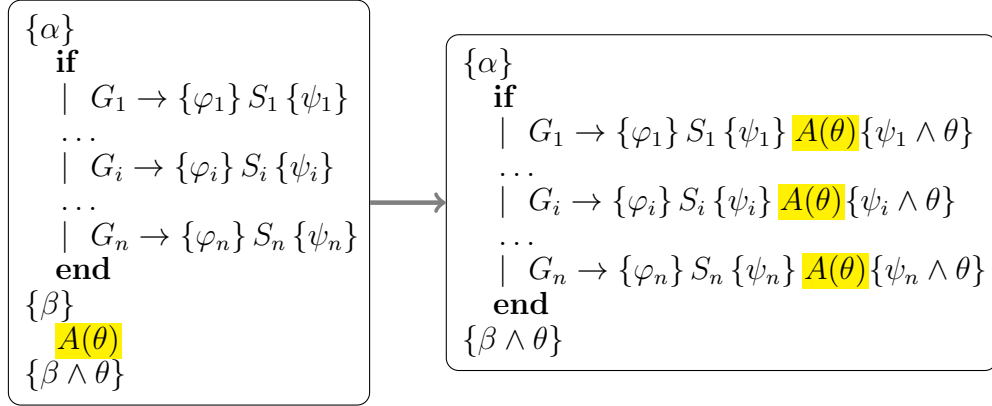 {α}
if
| G₁ → {φ₁} S₁ {ψ₁}
...
| Gᵢ → {φᵢ} Sᵢ {ψᵢ}
...
| Gₙ → {φₙ} Sₙ {ψₙ}
end
{β}
A(θ)
{β ∧ θ}
{α}
if
| G₁ → {φ₁} S₁ {ψ₁} A(θ){ψ₁ ∧ θ}
...
| Gᵢ → {φᵢ} Sᵢ {ψᵢ} A(θ){ψᵢ ∧ θ}
...
| Gₙ → {φₙ} Sₙ {ψₙ} A(θ){ψₙ ∧ θ}
end
{β ∧ θ}